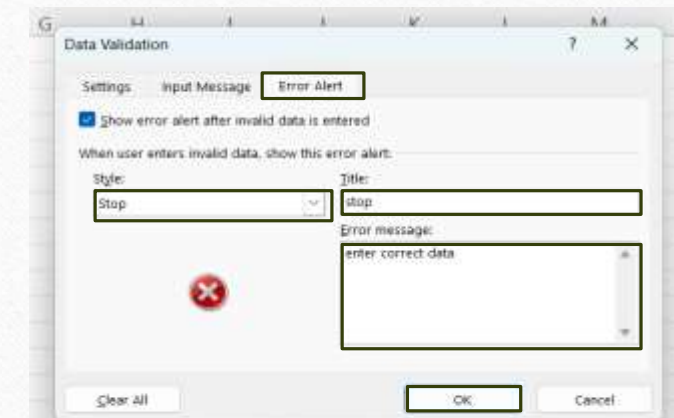 G H K M
Data Validation ? ×
Settings Input Message Error Alert
Show error alert after invalid data is entered
When user enters invalid data, show this error alert:
Style: Title:
Stop stop
Error message:
enter correct data
Clear All OK Cancel